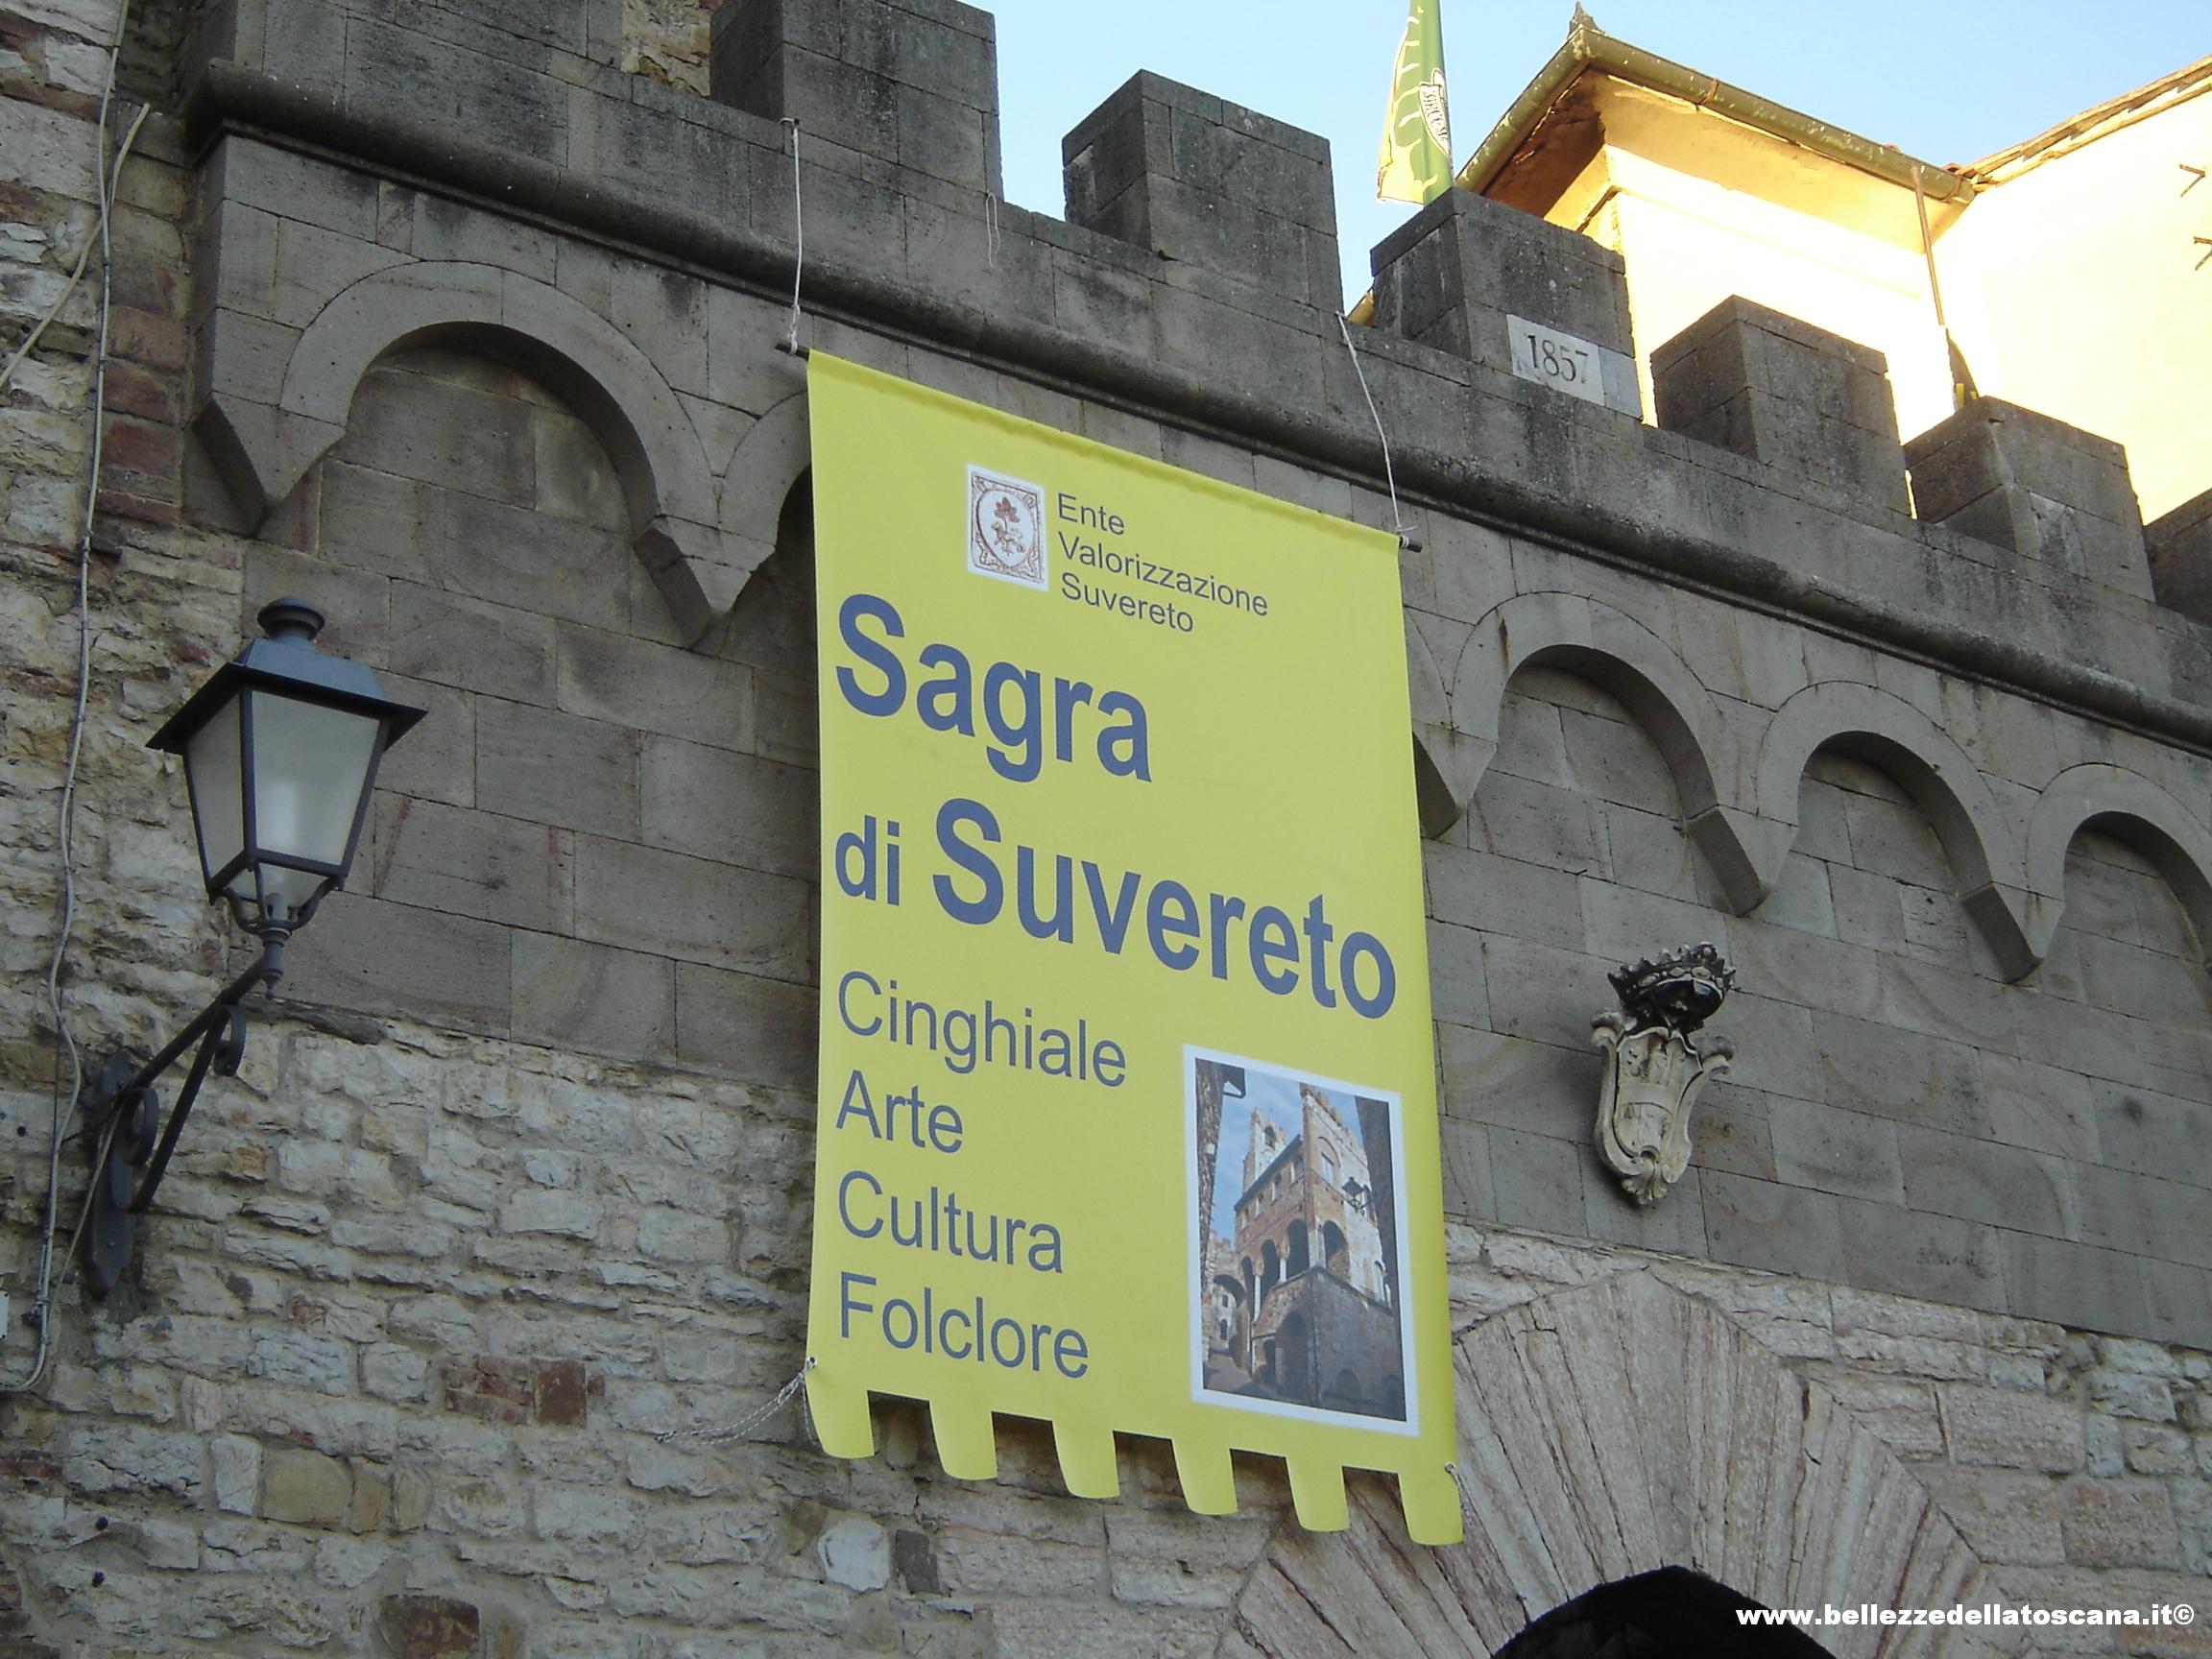 1857
Ente
Valorizzazione
Suvereto
Sagra
di Suvereto
Cinghiale
Arte
Cultura
Folclore
www.bellezzedellatoscana.it©